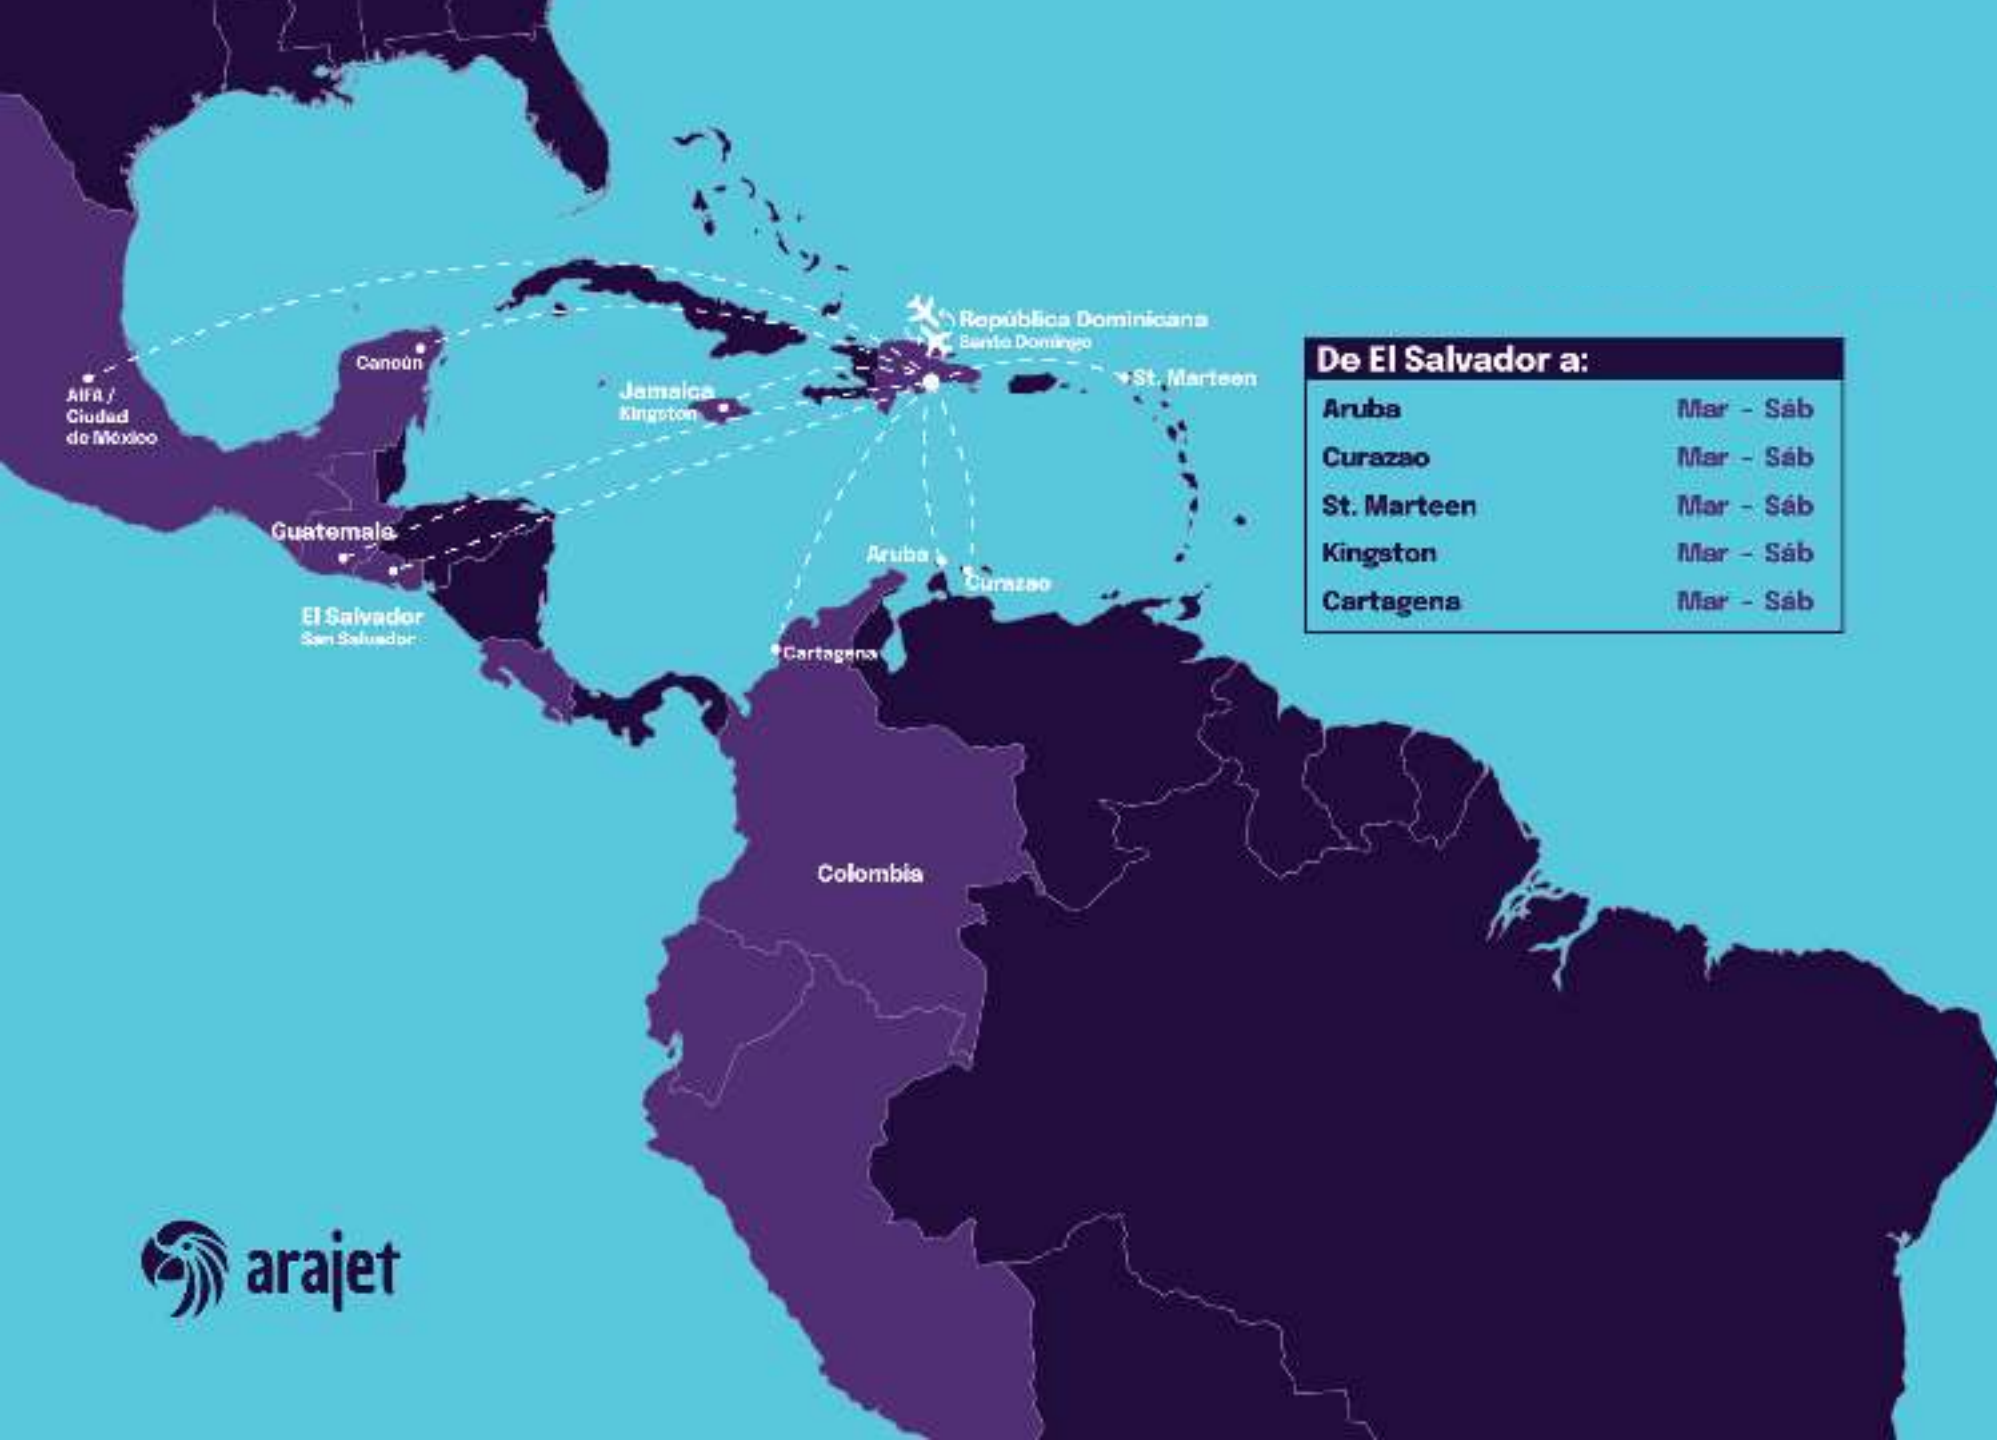 República Dominicana
Santo Domingo
Cancún
St. Marteen
AIFA /
Ciudad
de México
Jamaica
Kingston
De El Salvador a:
Aruba Mar - Sáb
Curazao Mar - Sáb
St. Marteen Mar - Sáb
Kingston Mar - Sáb
Cartagena Mar - Sáb
Guatemala
Aruba
Curazao
El Salvador
San Salvador
Cartagena
Colombia
arajet